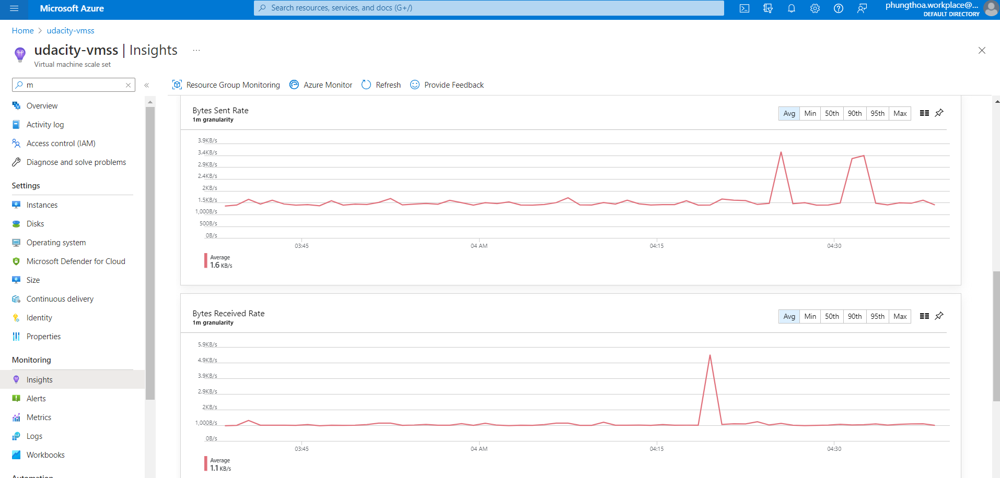 Microsoft Azure
Search resources, services, and docs (G+/)
phungthoa.workplace@...
DEFAULT DIRECTORY
Home > udacity-vmss
udacity-vmss | Insights ...
Virtual machine scale set
m
Resource Group Monitoring Azure Monitor Refresh Provide Feedback
Overview
Activity log
Access control (IAM)
Diagnose and solve problems
Settings
Instances
Disks
Operating system
Microsoft Defender for Cloud
Size
Continuous delivery
Identity
Properties
Monitoring
Insights
Alerts
Metrics
Logs
Workbooks
Automation
Bytes Sent Rate
1m granularity
Avg Min 50th 90th 95th Max
3.9KB/s
3.4KB/s
2.9KB/s
2.4KB/s
2KB/s
1.5KB/s
1,000B/s
500B/s
0B/s
03:45 04 AM 04:15 04:30
Average
1.6 KB/s
Bytes Received Rate
1m granularity
Avg Min 50th 90th 95th Max
5.9KB/s
4.9KB/s
3.9KB/s
2.9KB/s
2KB/s
1,000B/s
0B/s
03:45 04 AM 04:15 04:30
Average
1.1 KB/s